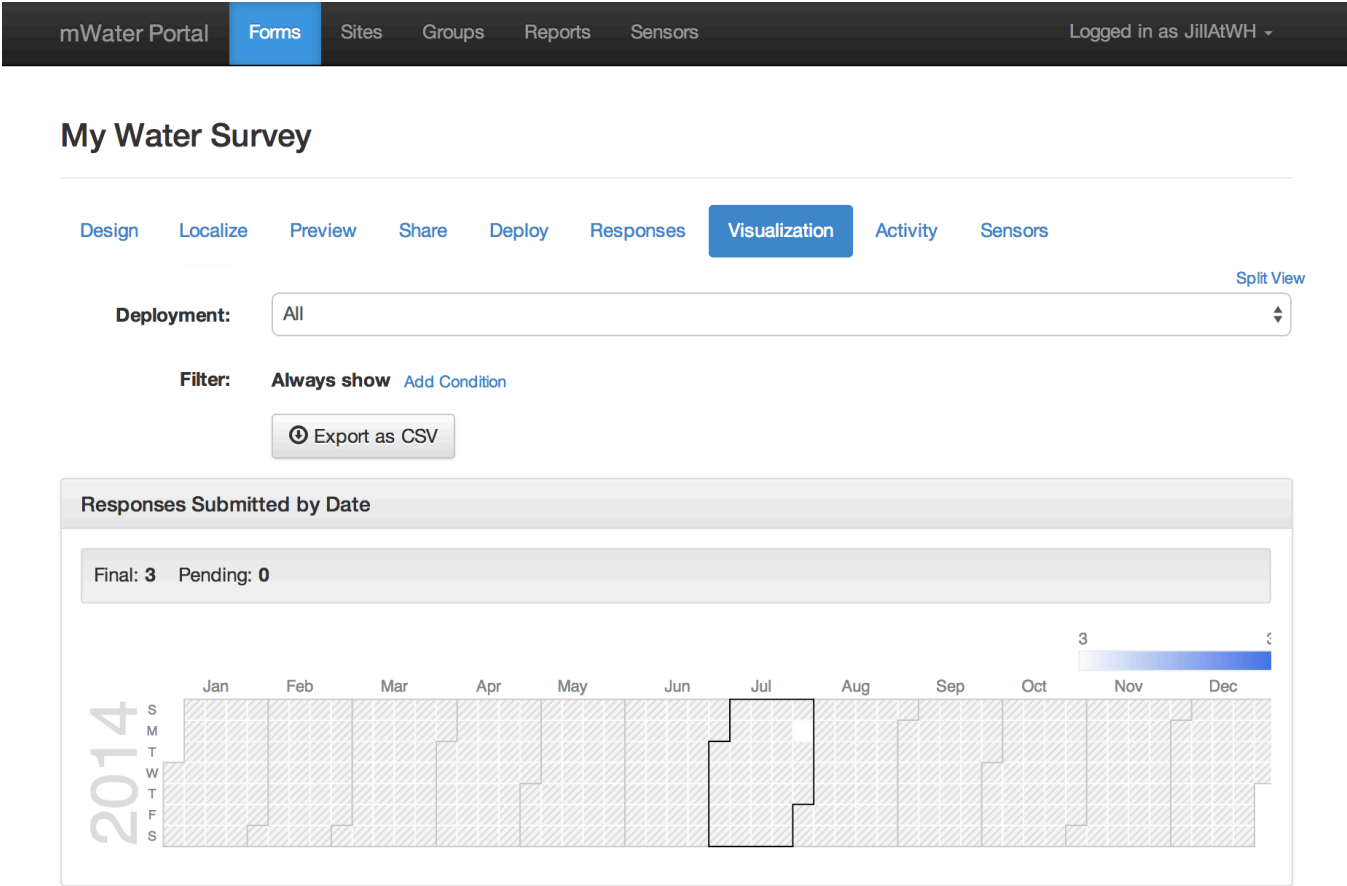 mWater Portal Forms Sites Groups Reports Sensors Logged in as JillAtWH
My Water Survey
Design Localize Preview Share Deploy Responses Visualization Activity Sensors
Split View
Deployment: All
Filter: Always show Add Condition
Export as CSV
Responses Submitted by Date
Final: 3 Pending: 0
3 3
Jan Feb Mar Apr May Jun Jul Aug Sep Oct Nov Dec
2014
S
M
T
W
T
F
S